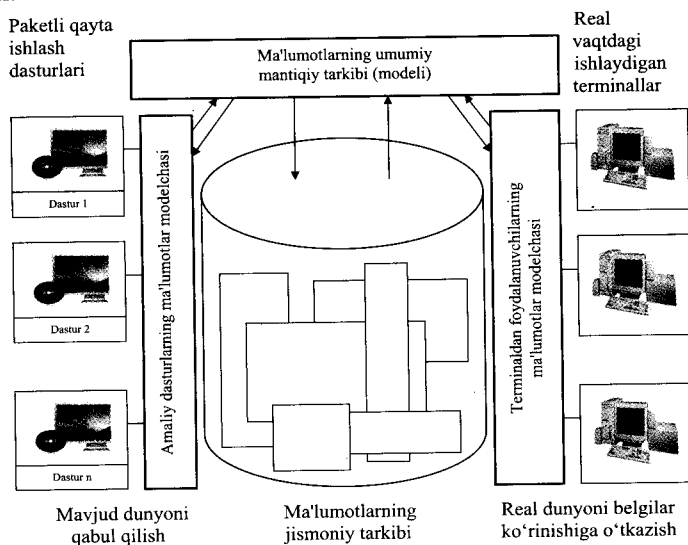 Paketli qayta
ishlash
dasturlari
Ma'lumotlarning umumiy
mantiqiy tarkibi (modeli)
Real
vaqtdagi
ishlaydigan
terminallar
Dastur 1
Dastur 2
Dastur n
Amaliy dasturlarning ma'lumotlar modelchasi
Terminaldan foydalanuvchilarning
ma'lumotlar modelchasi
Mavjud dunyoni
qabul qilish
Ma'lumotlarning
jismoniy tarkibi
Real dunyoni belgilar
ko‘rinishiga o‘tkazish